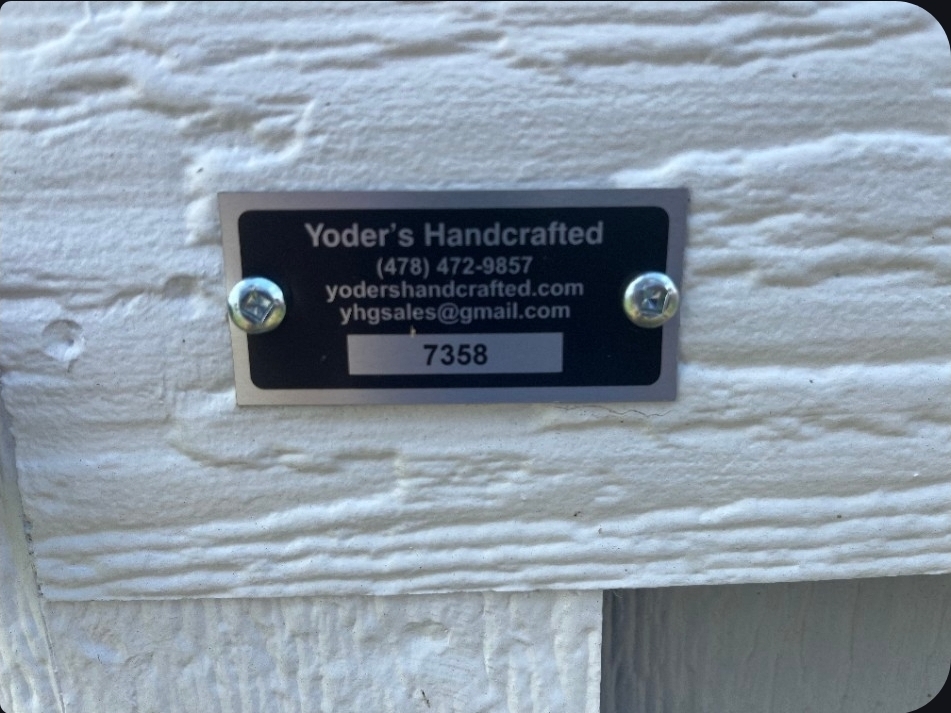 Yoder's Handcrafted
(478) 472-9857
yodershandcrafted.com
yhgsales@gmail.com
7358